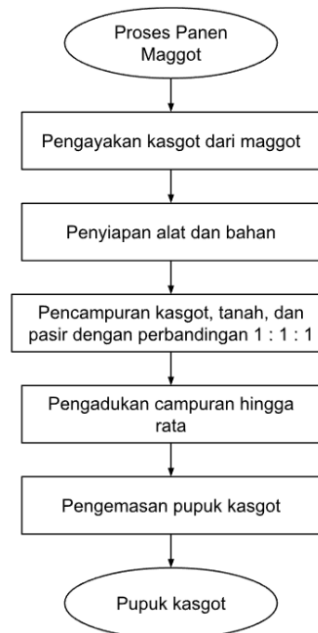 Proses Panen
Maggot
Pengayakan kasgot dari maggot
Penyiapan alat dan bahan
Pencampuran kasgot, tanah, dan
pasir dengan perbandingan 1 : 1 : 1
Pengadukan campuran hingga
rata
Pengemasan pupuk kasgot
Pupuk kasgot